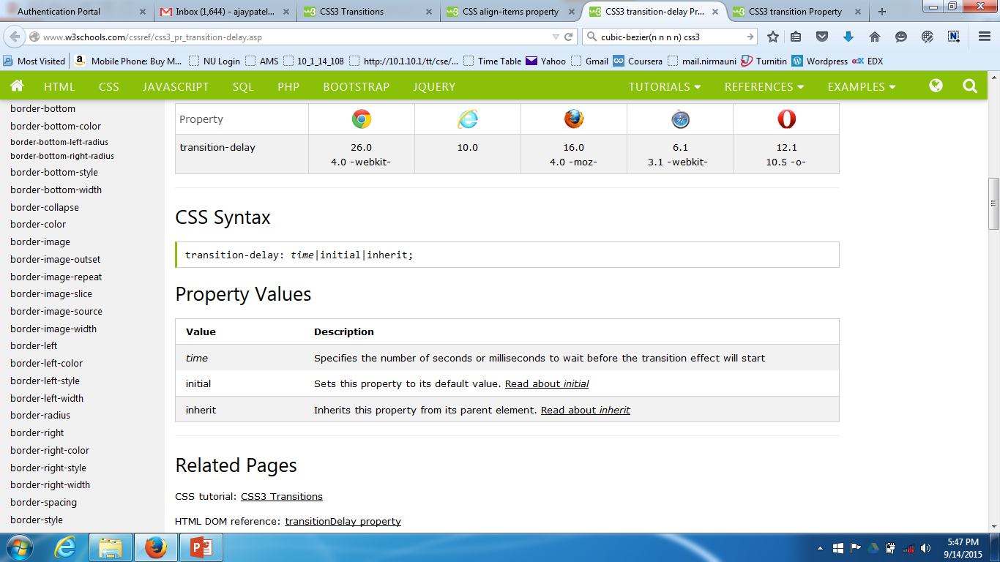 Authentication Portal
Inbox (1,644) - ajaypatel...
CSS3 Transitions
CSS align-items property
CSS3 transition-delay Pr...
CSS3 transition Property
www.w3schools.com/cssref/css3_pr_transition-delay.asp
cubic-bezier(n n n n) css3
Most Visited
Mobile Phone: Buy M...
NU Login
AMS
10_1_14_108
http://10.1.10.1/tt/cse/...
Time Table
Yahoo
Gmail
Coursera
mail.nirmauni
Turnitin
Wordpress
edX EDX
HTML CSS JAVASCRIPT SQL PHP BOOTSTRAP JQUERY TUTORIALS REFERENCES EXAMPLES
border-bottom
border-bottom-color
border-bottom-left-radius
border-bottom-right-radius
border-bottom-style
border-bottom-width
border-collapse
border-color
border-image
border-image-outset
border-image-repeat
border-image-slice
border-image-source
border-image-width
border-left
border-left-color
border-left-style
border-left-width
border-radius
border-right
border-right-color
border-right-style
border-right-width
border-spacing
border-style
Property
transition-delay 26.0 10.0 16.0 6.1 12.1
4.0 -webkit- 4.0 -moz- 3.1 -webkit- 10.5 -o-
CSS Syntax
transition-delay: time|initial|inherit;
Property Values
Value Description
time Specifies the number of seconds or milliseconds to wait before the transition effect will start
initial Sets this property to its default value. Read about initial
inherit Inherits this property from its parent element. Read about inherit
Related Pages
CSS tutorial: CSS3 Transitions
HTML DOM reference: transitionDelay property
5:47 PM
9/14/2015